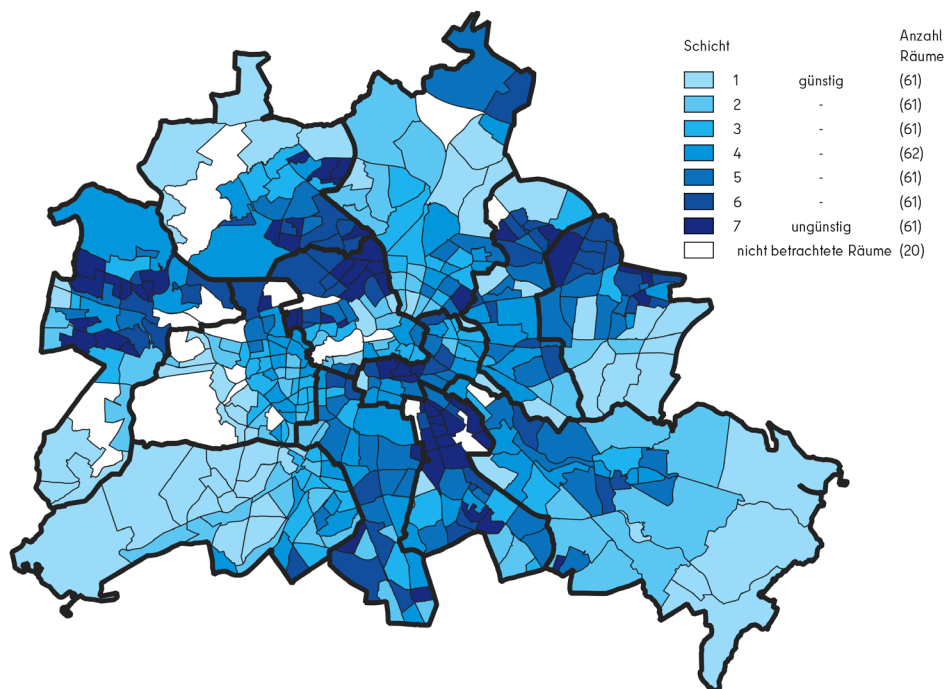 Schicht Anzahl Räume
1 günstig (61)
2 - (61)
3 - (61)
4 - (62)
5 - (61)
6 - (61)
7 ungünstig (61)
nicht betrachtete Räume (20)